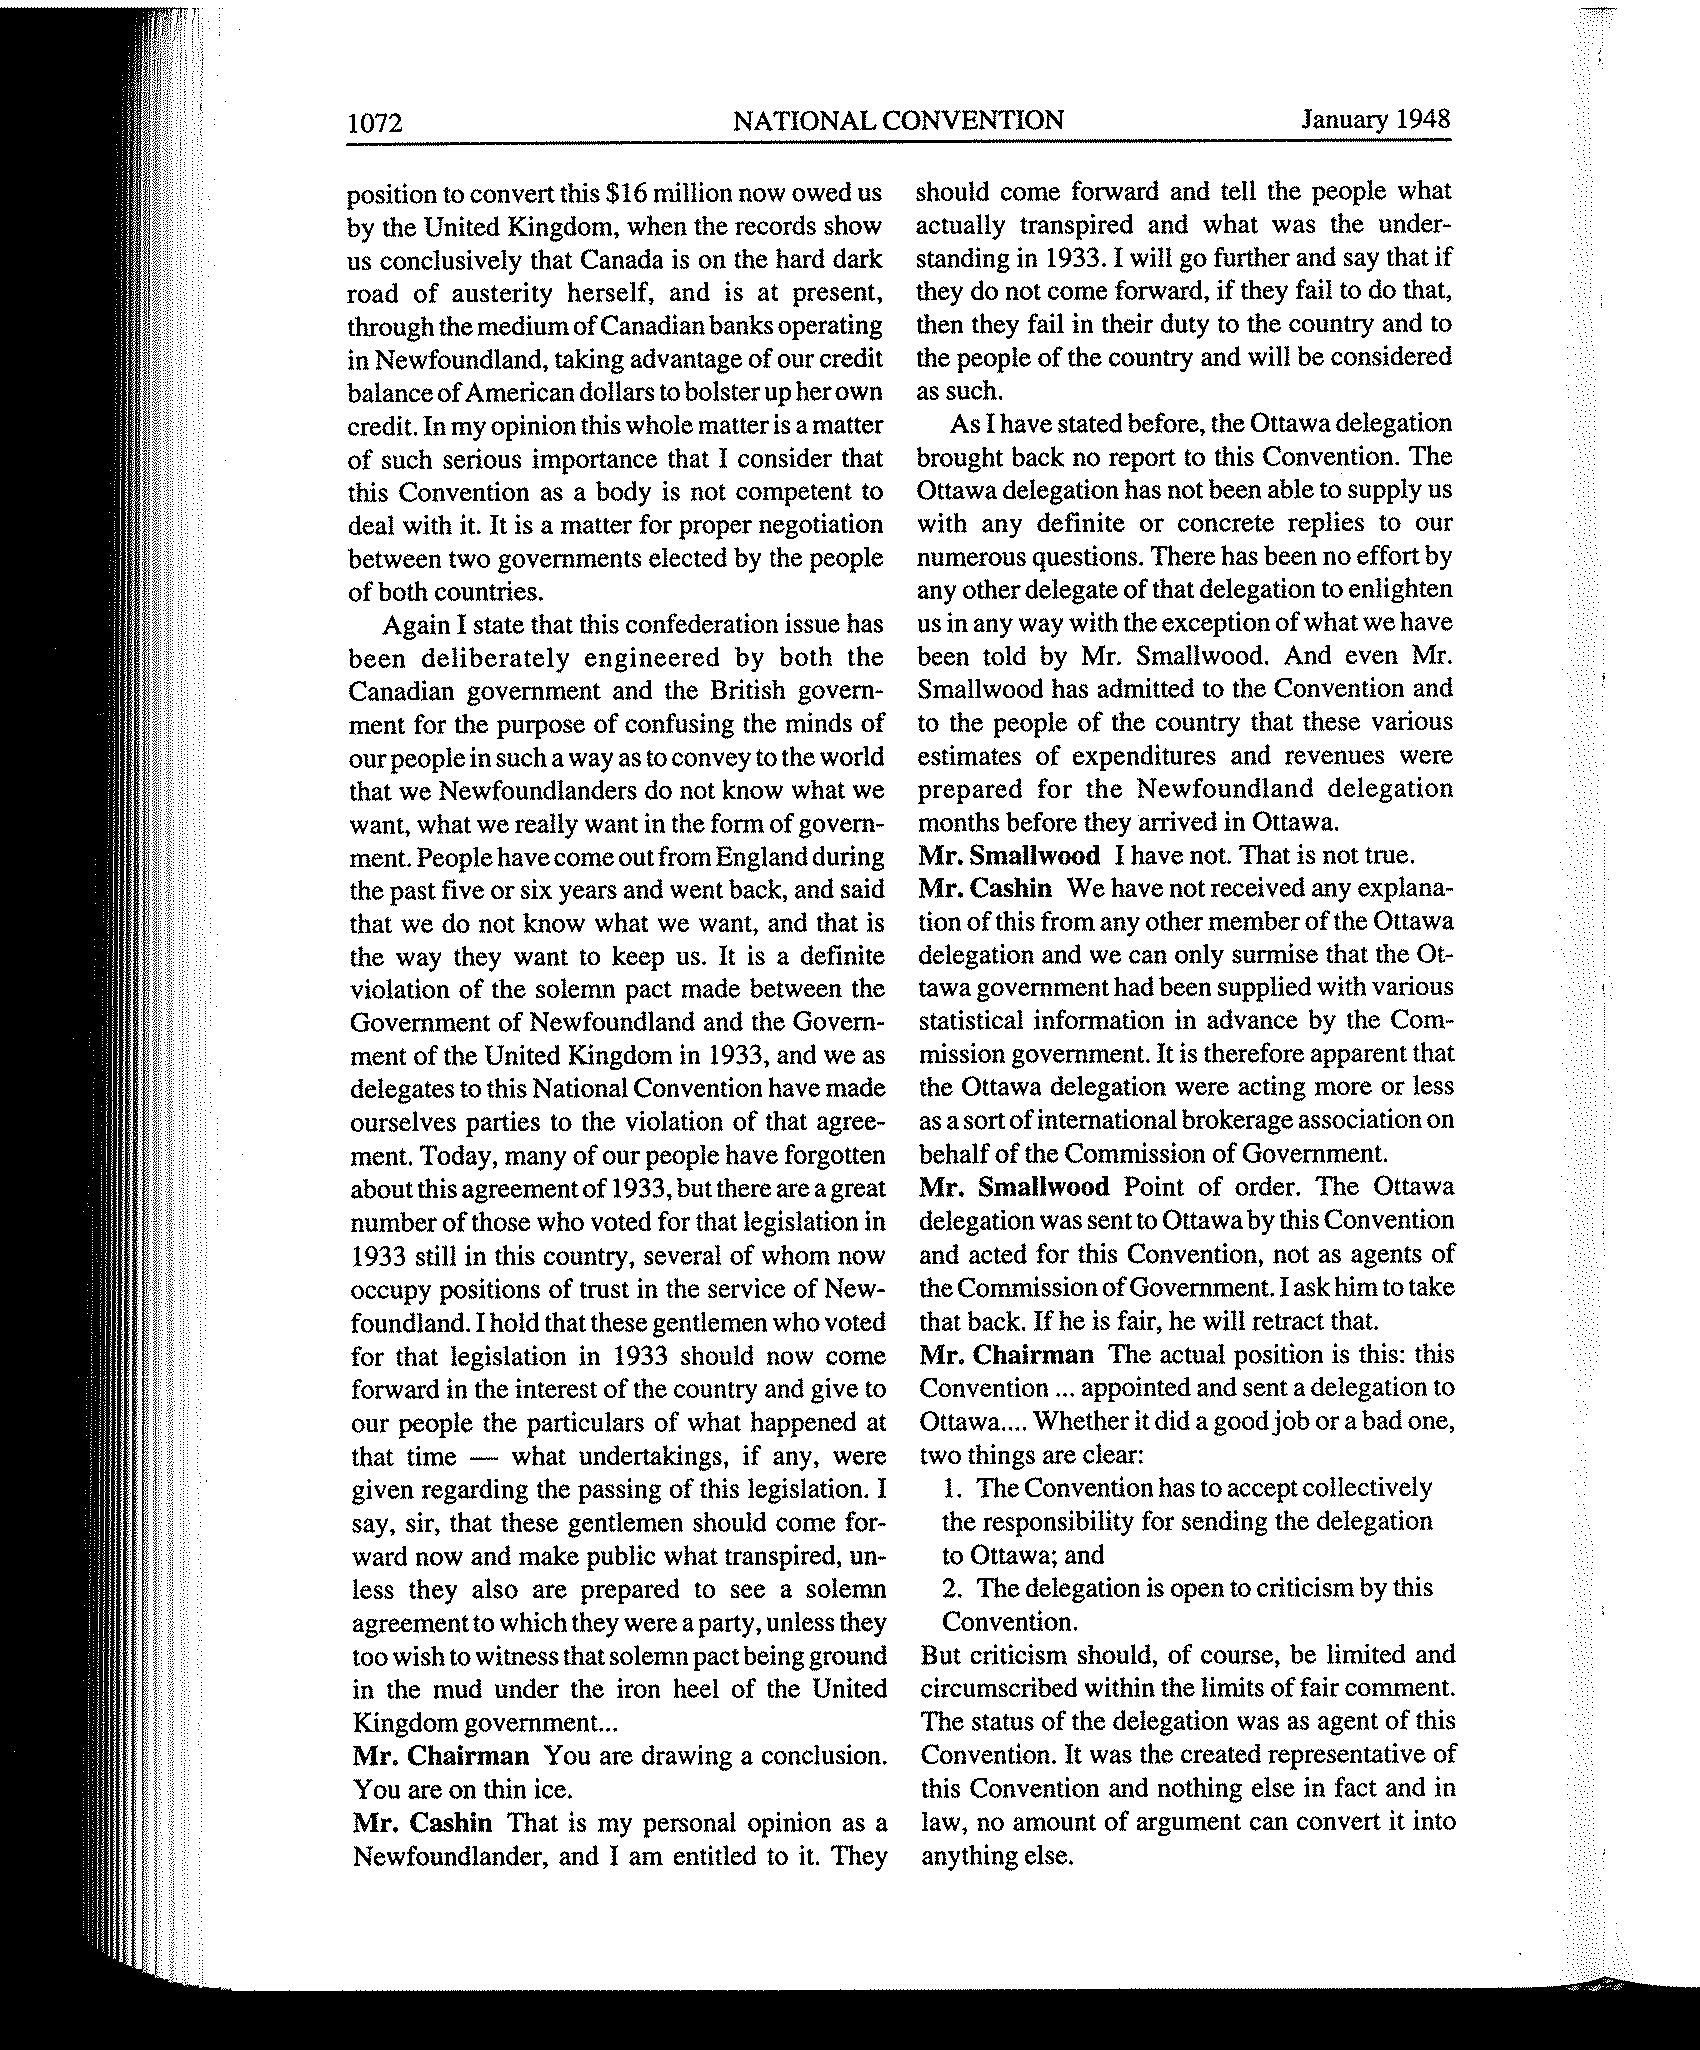 1072 NATIONAL CONVENTION January 1948
position to convert this $16 million now owed us
by the United Kingdom, when the records show
us conclusively that Canada is on the hard dark
road of austerity herself, and is at present,
through the medium of Canadian banks operating
in Newfoundland, taking advantage of our credit
balance of American dollars to bolster up her own
credit. In my opinion this whole matter is a matter
of such serious importance that I consider that
this Convention as a body is not competent to
deal with it. It is a matter for proper negotiation
between two governments elected by the people
of both countries.
Again I state that this confederation issue has
been deliberately engineered by both the
Canadian government and the British govern-
ment for the purpose of confusing the minds of
our people in such a way as to convey to the world
that we Newfoundlanders do not know what we
want, what we really want in the form of govern-
ment. People have come out from England during
the past five or six years and went back, and said
that we do not know what we want, and that is
the way they want to keep us. It is a definite
violation of the solemn pact made between the
Government of Newfoundland and the Govern-
ment of the United Kingdom in 1933, and we as
delegates to this National Convention have made
ourselves parties to the violation of that agree-
ment. Today, many of our people have forgotten
about this agreement of 1933, but there are a great
number of those who voted for that legislation in
1933 still in this country, several of whom now
occupy positions of trust in the service of New-
foundland. I hold that these gentlemen who voted
for that legislation in 1933 should now come
forward in the interest of the country and give to
our people the particulars of what happened at
that time — what undertakings, if any, were
given regarding the passing of this legislation. I
say, sir, that these gentlemen should come for-
ward now and make public what transpired, un-
less they also are prepared to see a solemn
agreement to which they were a party, unless they
too wish to witness that solemn pact being ground
in the mud under the iron heel of the United
Kingdom government...
Mr. Chairman You are drawing a conclusion.
You are on thin ice.
Mr. Cashin That is my personal opinion as a
Newfoundlander, and I am entitled to it. They
should come forward and tell the people what
actually transpired and what was the under-
standing in 1933. I will go further and say that if
they do not come forward, if they fail to do that,
then they fail in their duty to the country and to
the people of the country and will be considered
as such.
As I have stated before, the Ottawa delegation
brought back no report to this Convention. The
Ottawa delegation has not been able to supply us
with any definite or concrete replies to our
numerous questions. There has been no effort by
any other delegate of that delegation to enlighten
us in any way with the exception of what we have
been told by Mr. Smallwood. And even Mr.
Smallwood has admitted to the Convention and
to the people of the country that these various
estimates of expenditures and revenues were
prepared for the Newfoundland delegation
months before they arrived in Ottawa.
Mr. Smallwood I have not. That is not true.
Mr. Cashin We have not received any explana-
tion of this from any other member of the Ottawa
delegation and we can only surmise that the Ot-
tawa government had been supplied with various
statistical information in advance by the Com-
mission government. It is therefore apparent that
the Ottawa delegation were acting more or less
as a sort of international brokerage association on
behalf of the Commission of Government.
Mr. Smallwood Point of order. The Ottawa
delegation was sent to Ottawa by this Convention
and acted for this Convention, not as agents of
the Commission of Government. I ask him to take
that back. If he is fair, he will retract that.
Mr. Chairman The actual position is this: this
Convention ... appointed and sent a delegation to
Ottawa.... Whether it did a good job or a bad one,
two things are clear:
1. The Convention has to accept collectively
the responsibility for sending the delegation
to Ottawa; and
2. The delegation is open to criticism by this
Convention.
But criticism should, of course, be limited and
circumscribed within the limits of fair comment.
The status of the delegation was as agent of this
Convention. It was the created representative of
this Convention and nothing else in fact and in
law, no amount of argument can convert it into
anything else.